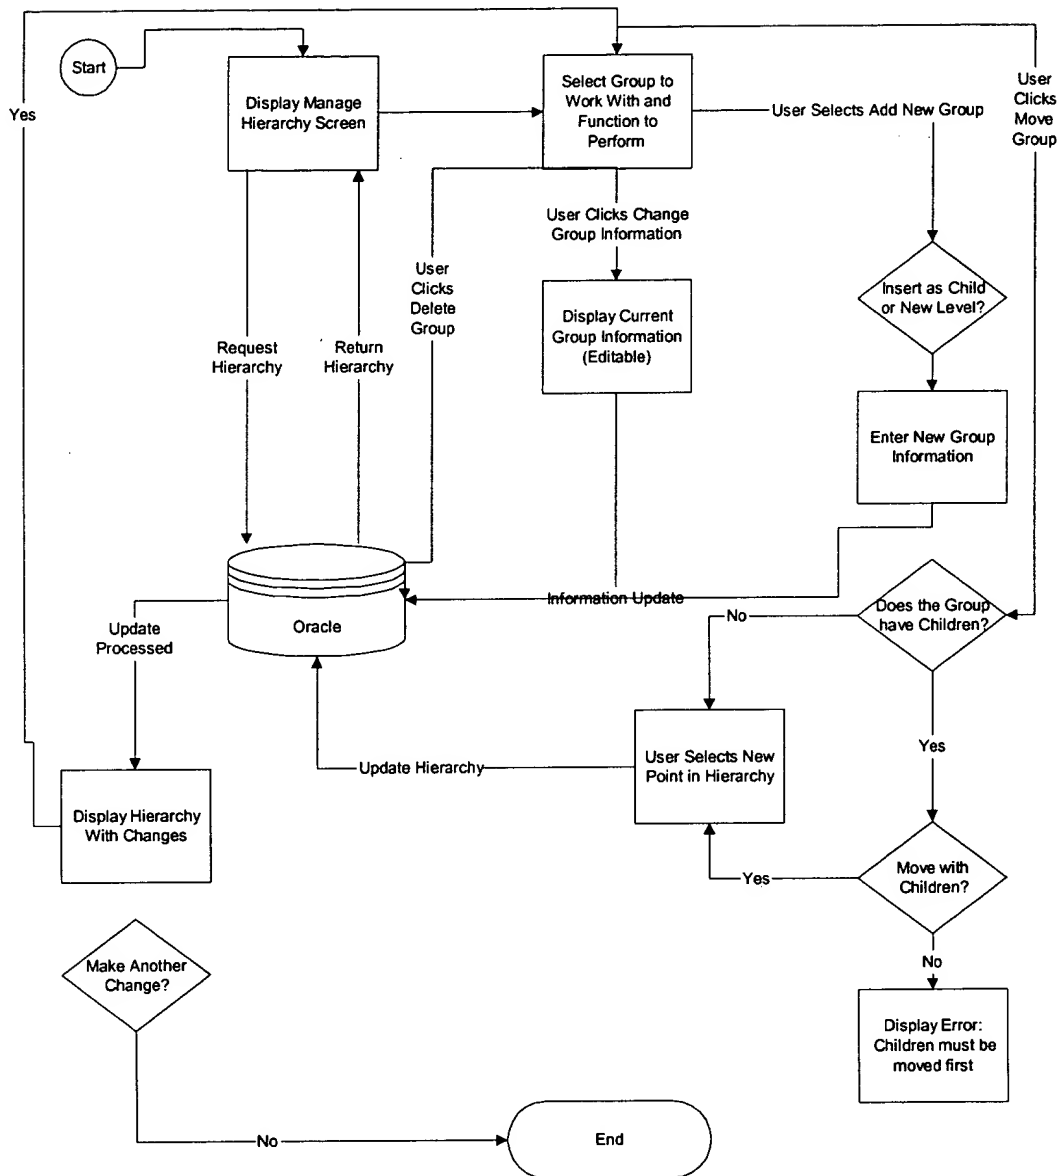 Start
Yes
Display Manage
Hierarchy Screen
Select Group to
Work With and
Function to
Perform
User Selects Add New Group
User
Clicks
Move
Group
User Clicks Change
Group Information
User
Clicks
Delete
Group
Insert as Child
or New Level?
Display Current
Group Information
(Editable)
Request
Hierarchy
Return
Hierarchy
Enter New Group
Information
Information Update
Oracle
Does the Group
have Children?
No
Update
Processed
Yes
User Selects New
Point in Hierarchy
Update Hierarchy
Display Hierarchy
With Changes
Move with
Children?
Yes
No
Make Another
Change?
Display Error:
Children must be
moved first
No
End